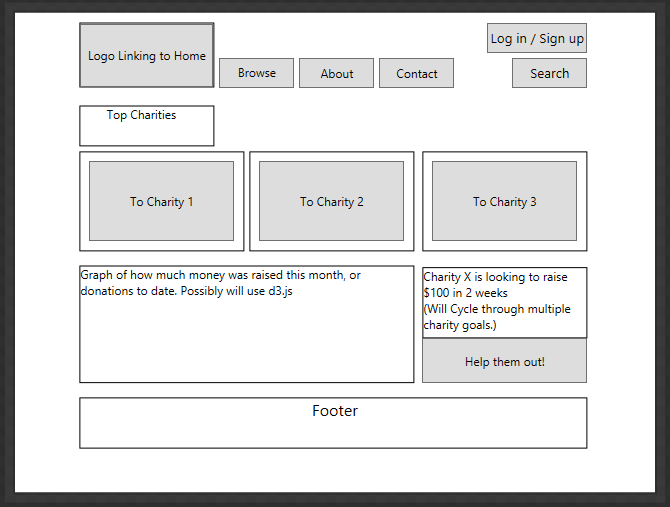 Log in / Sign up
Logo Linking to Home
Browse
About
Contact
Search
Top Charities
To Charity 1
To Charity 2
To Charity 3
Graph of how much money was raised this month, or
donations to date. Possibly will use d3.js
Charity X is looking to raise
$100 in 2 weeks
(Will Cycle through multiple
charity goals.)
Help them out!
Footer